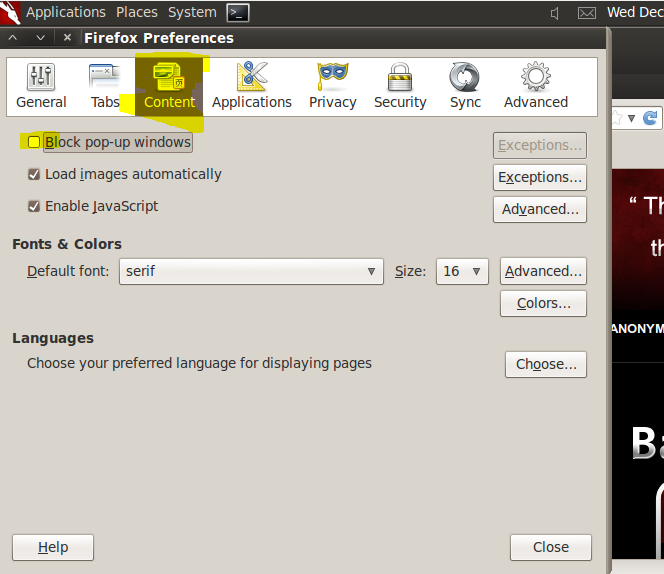 Applications Places System Wed Dec
Firefox Preferences
General Tabs Content Applications Privacy Security Sync Advanced
Block pop-up windows Exceptions...
Load images automatically Exceptions...
Enable JavaScript Advanced...
“ Th
th
ANONYM
Ba
Fonts & Colors
Default font: serif Size: 16 Advanced...
Colors...
Languages
Choose your preferred language for displaying pages Choose...
Help Close